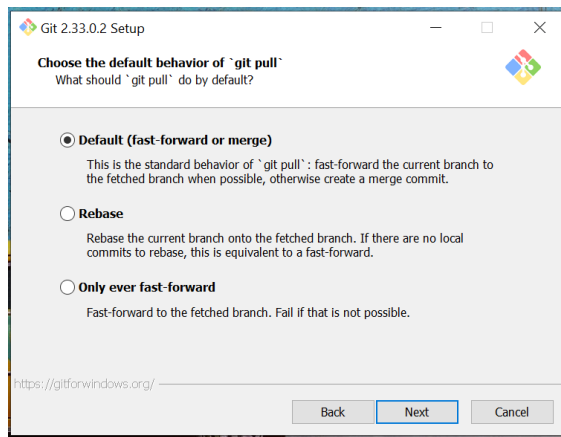 Git 2.33.0.2 Setup
Choose the default behavior of `git pull`
What should `git pull` do by default?
Default (fast-forward or merge)
This is the standard behavior of `git pull`: fast-forward the current branch to
the fetched branch when possible, otherwise create a merge commit.
Rebase
Rebase the current branch onto the fetched branch. If there are no local
commits to rebase, this is equivalent to a fast-forward.
Only ever fast-forward
Fast-forward to the fetched branch. Fail if that is not possible.
https://gitforwindows.org/
Back Next Cancel